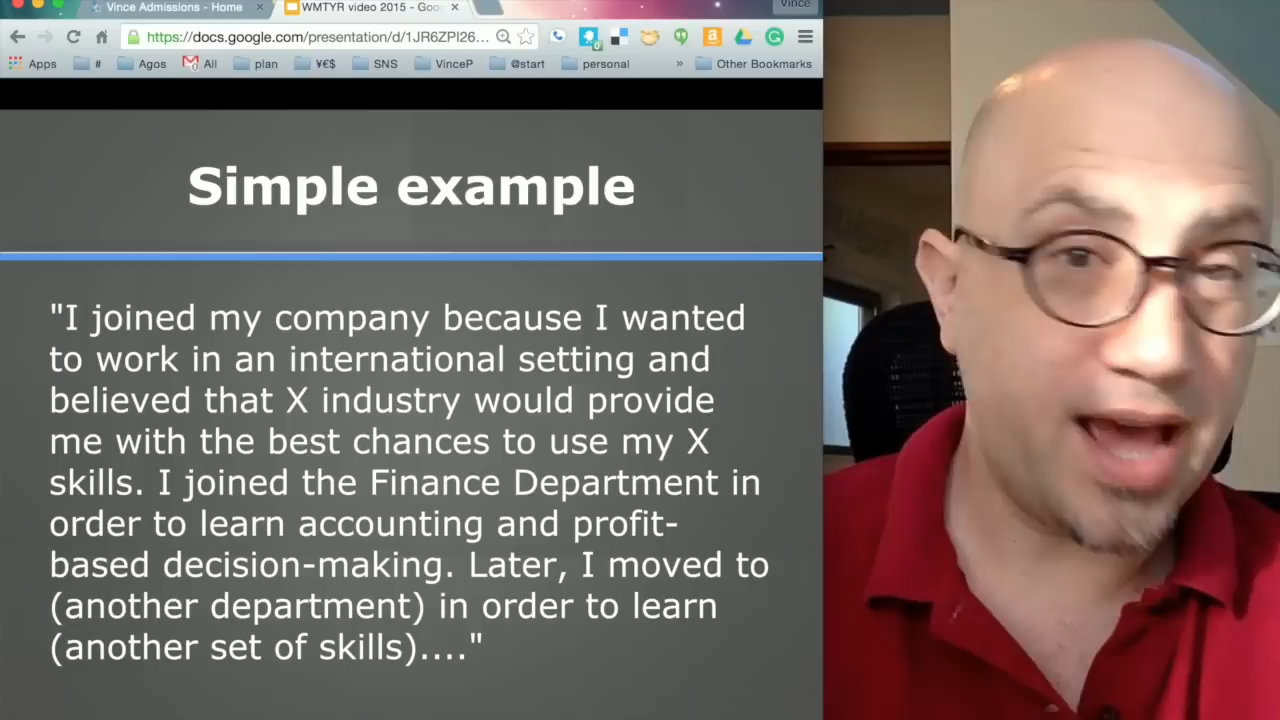 Vince Admissions - Home
WMTYR video 2015 - Goo
Vince
https://docs.google.com/presentation/d/1JR6ZPI26...
0
Apps
#
Agos
All
plan
¥€$
SNS
VinceP
@start
personal
»
Other Bookmarks
Simple example
"I joined my company because I wanted
to work in an international setting and
believed that X industry would provide
me with the best chances to use my X
skills. I joined the Finance Department in
order to learn accounting and profit-
based decision-making. Later, I moved to
(another department) in order to learn
(another set of skills)...."